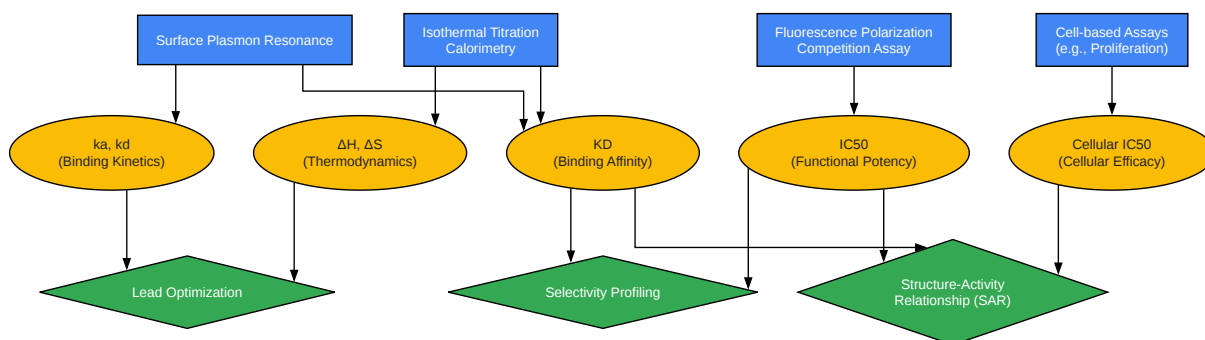 Surface Plasmon Resonance
Isothermal Titration
Calorimetry
Fluorescence Polarization
Competition Assay
Cell-based Assays
(e.g., Proliferation)
ka, kd
(Binding Kinetics)
ΔH, ΔS
(Thermodynamics)
KD
(Binding Affinity)
IC50
(Functional Potency)
Cellular IC50
(Cellular Efficacy)
Lead Optimization
Selectivity Profiling
Structure-Activity
Relationship (SAR)